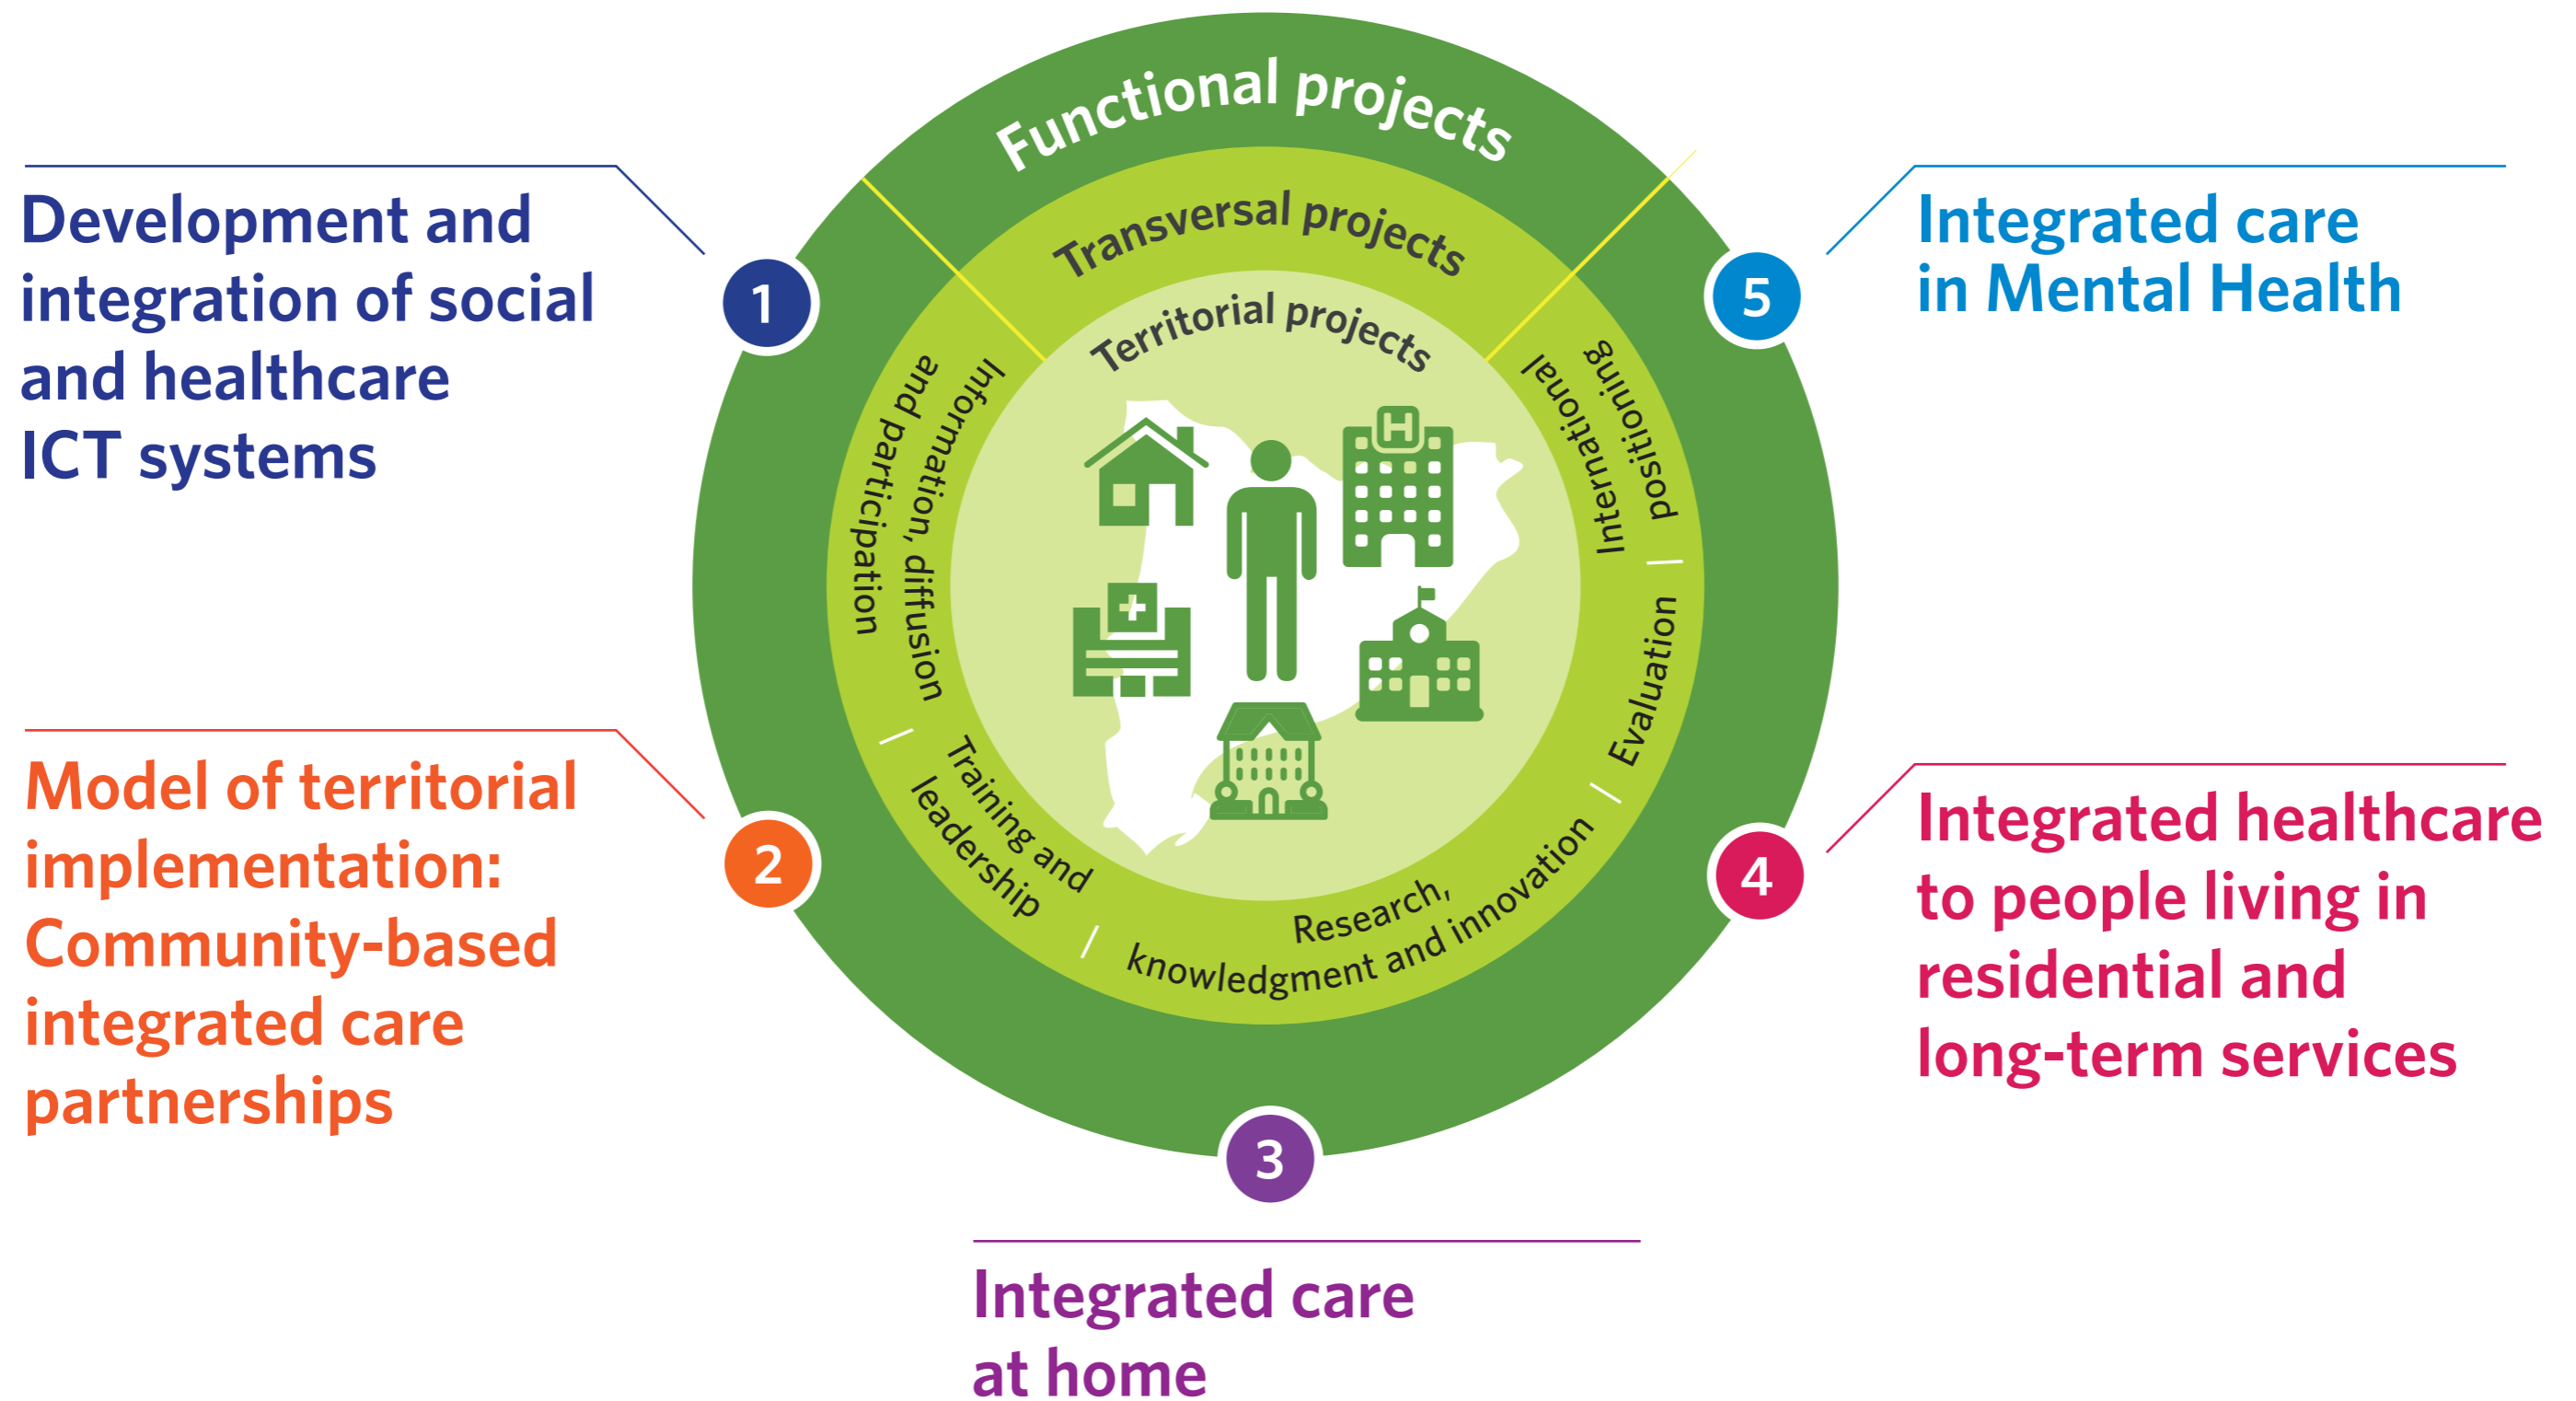 Functional projects
Transversal projects
Territorial projects
1
Development and
integration of social
and healthcare
ICT systems
2
Model of territorial
implementation:
Community-based
integrated care
partnerships
3
Integrated care
at home
4
Integrated healthcare
to people living in
residential and
long-term services
5
Integrated care
in Mental Health
Information, diffusion
and participation
Training and
leadership
Research,
knowledgment and innovation
Evaluation
International
positioning
H